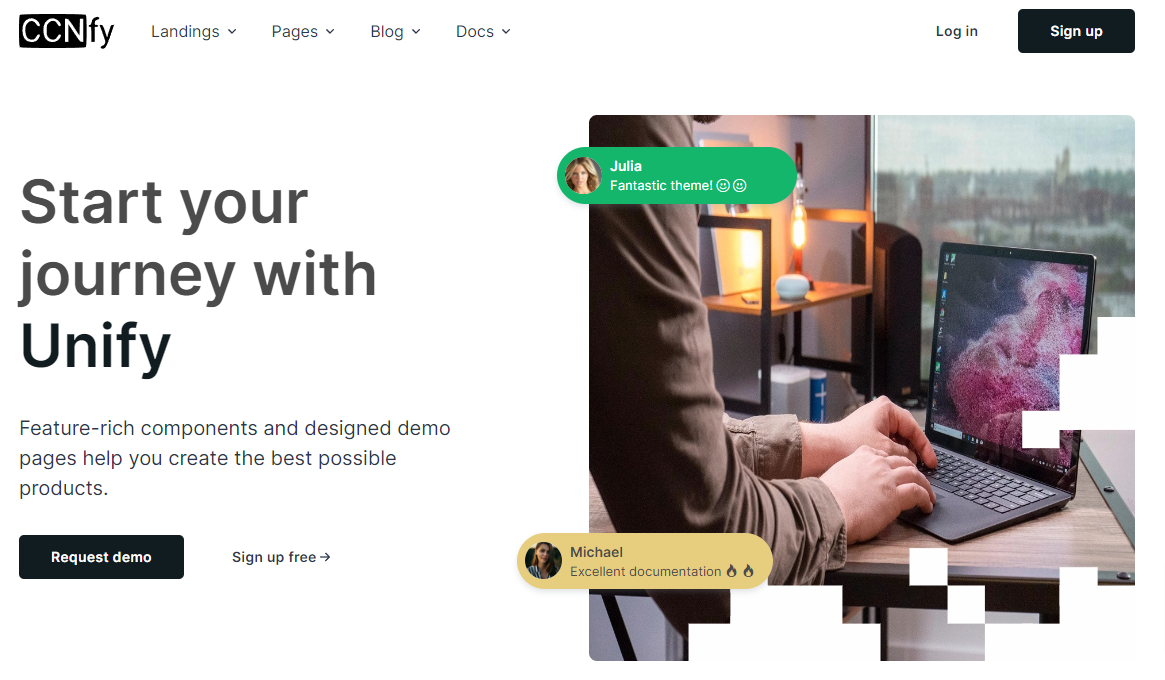 CCNfy
Landings Pages Blog Docs Log in Sign up
Julia
Fantastic theme! ☺☺
Start your
journey with
Unify
Feature-rich components and designed demo
pages help you create the best possible
products.
Request demo Sign up free →
Michael
Excellent documentation 🔥 🔥